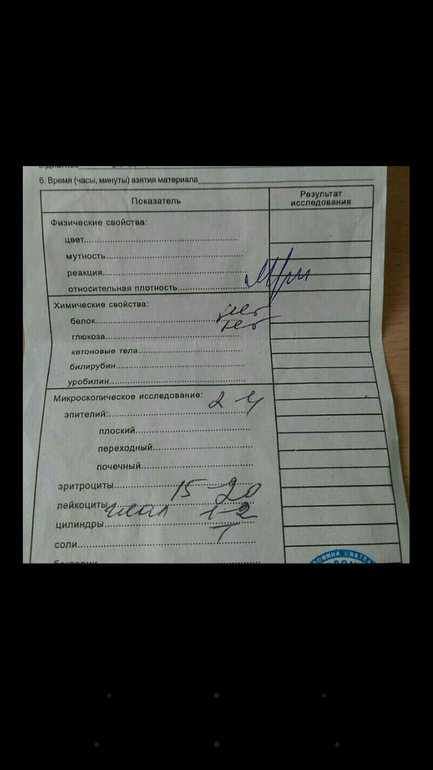 6. Время (часы, минуты) взятия материала
Показатель
Результат исследования
Физические свойства:
цвет
мутность
реакция
относительная плотность
Химические свойства:
белок нет
глюкоза нет
кетоновые тела
билирубин
уробилин
Микроскопическое исследование:
эпителий: 2 4
плоский
переходный
почечный
эритроциты 15-20
лейкоциты
цилиндры 1-2
соли